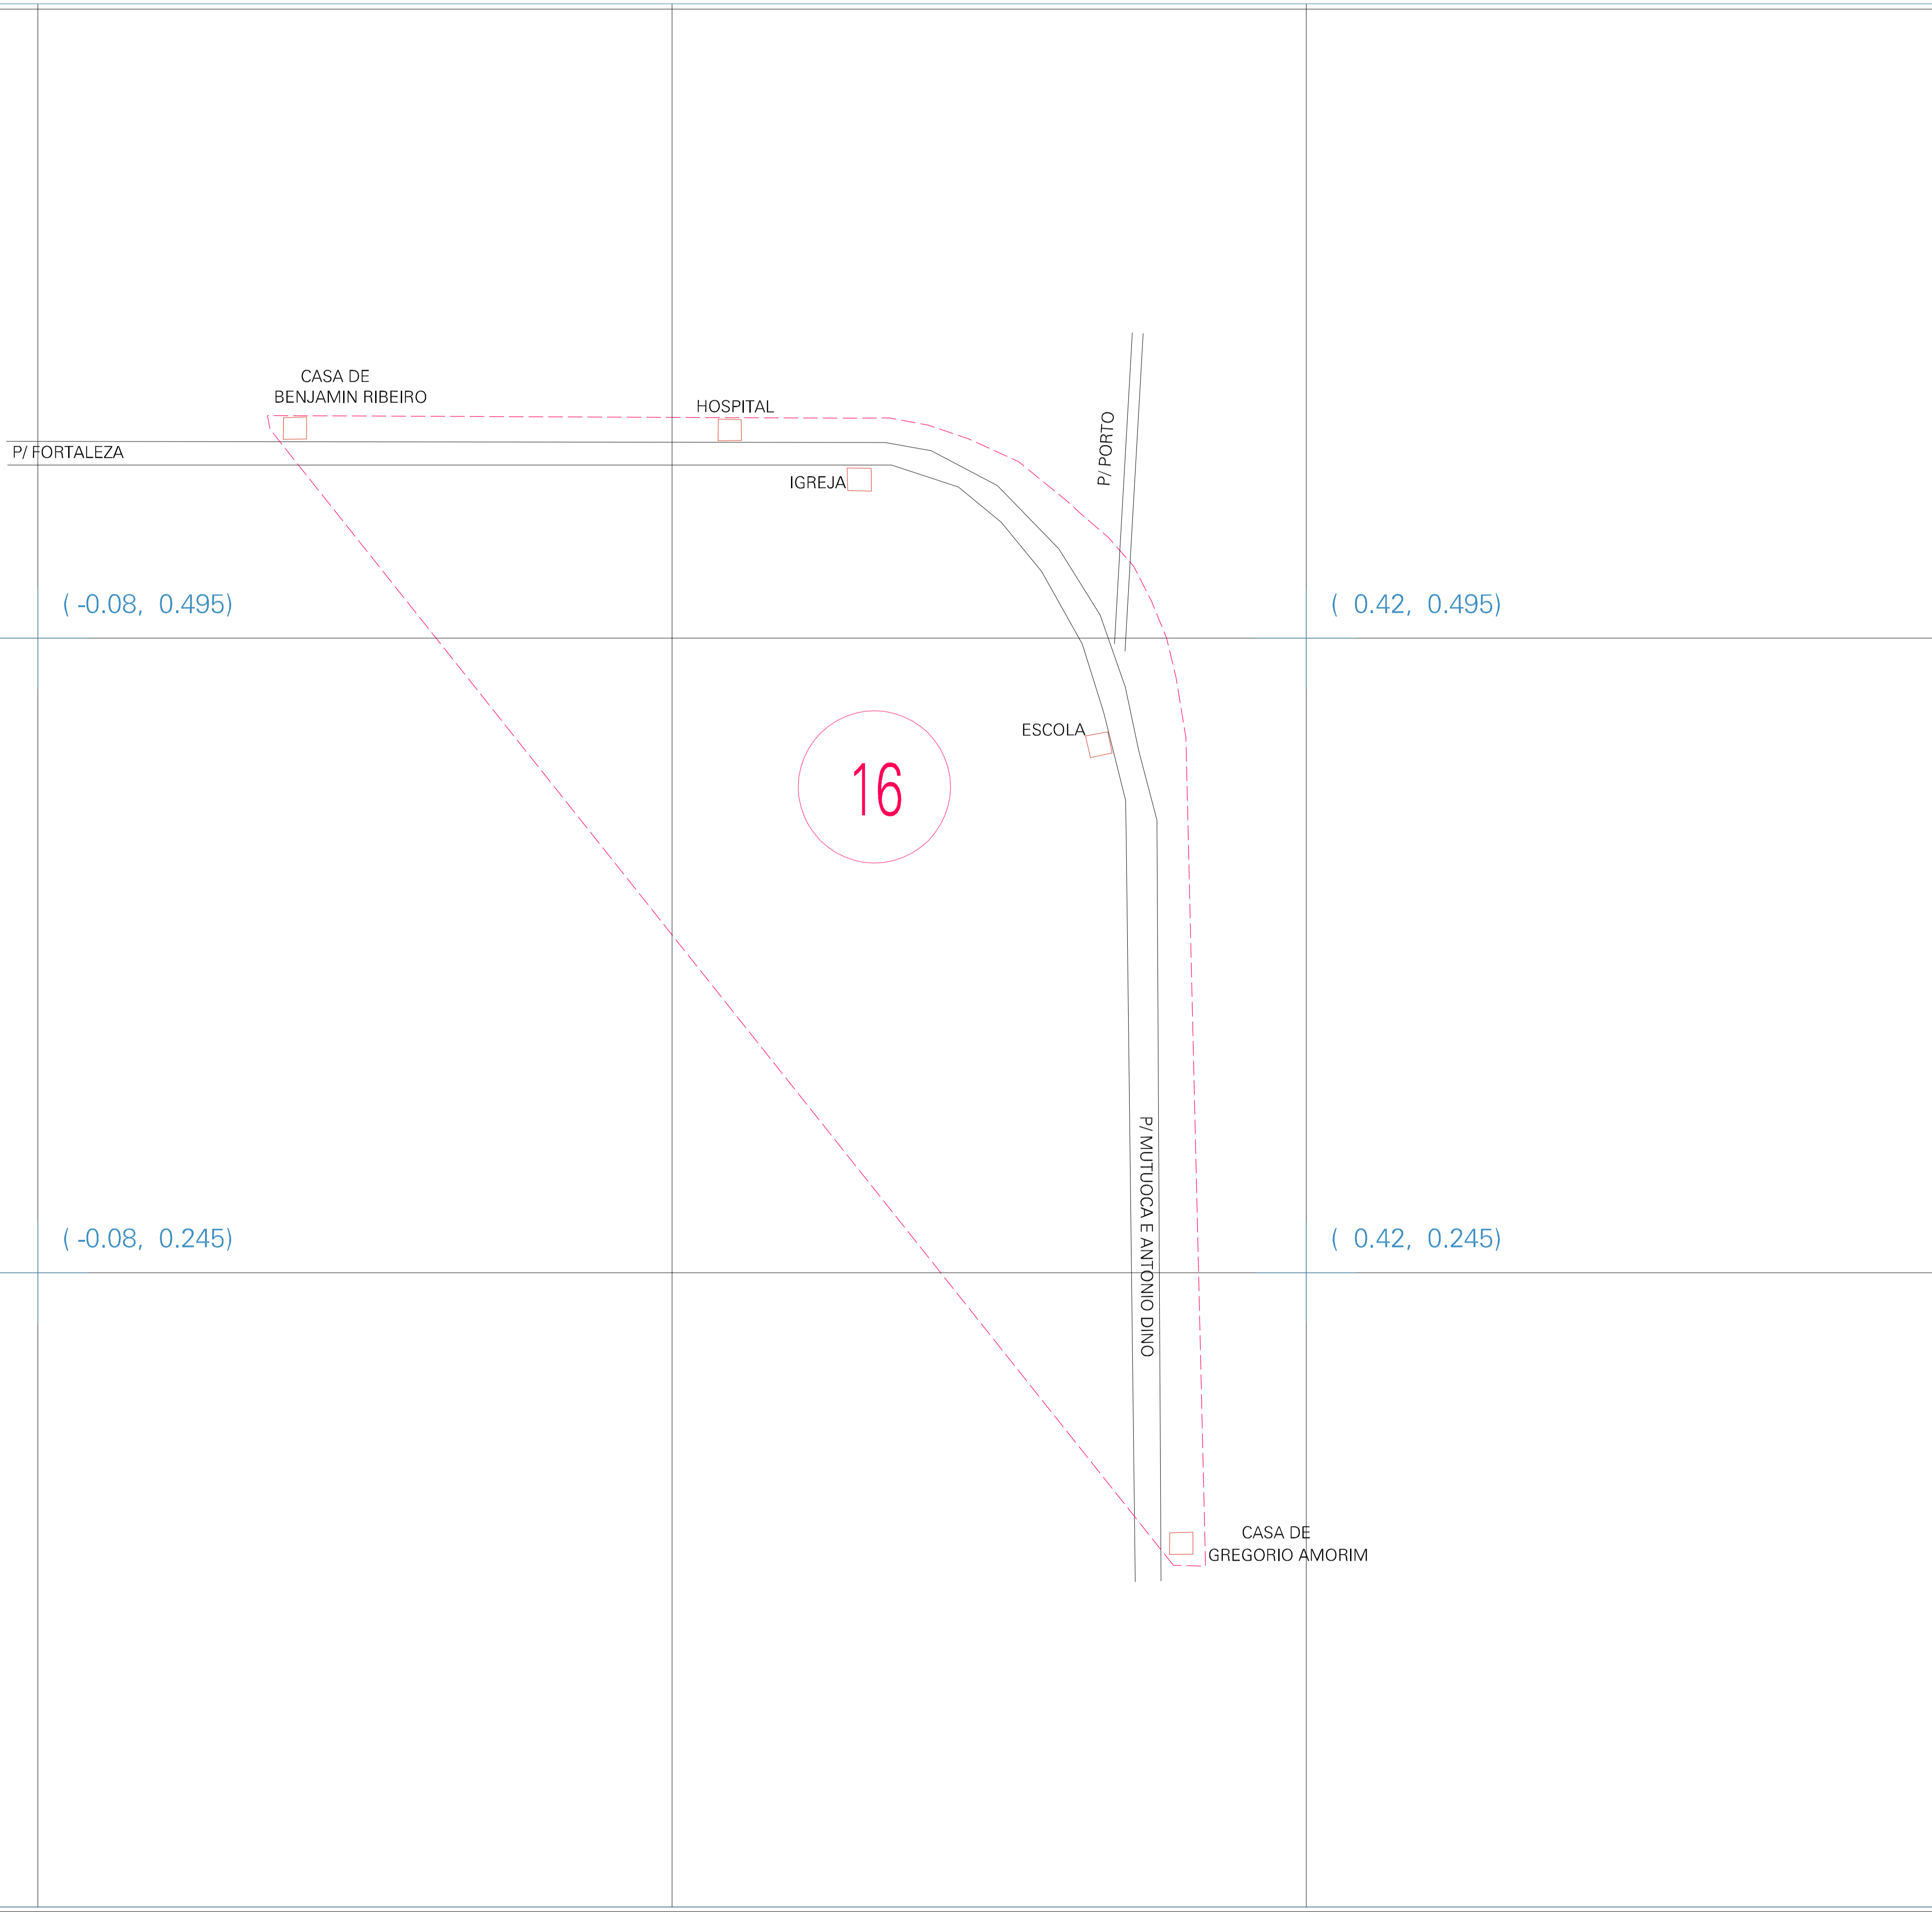 CASA DE
BENJAMIN RIBEIRO
HOSPITAL
P/ PORTO
P/ FORTALEZA
IGREJA
( -0.08, 0.495)
( 0.42, 0.495)
ESCOLA
16
P/ MUTUOCA E ANTONIO DINO
( -0.08, 0.245)
( 0.42, 0.245)
CASA DE
GREGORIO AMORIM